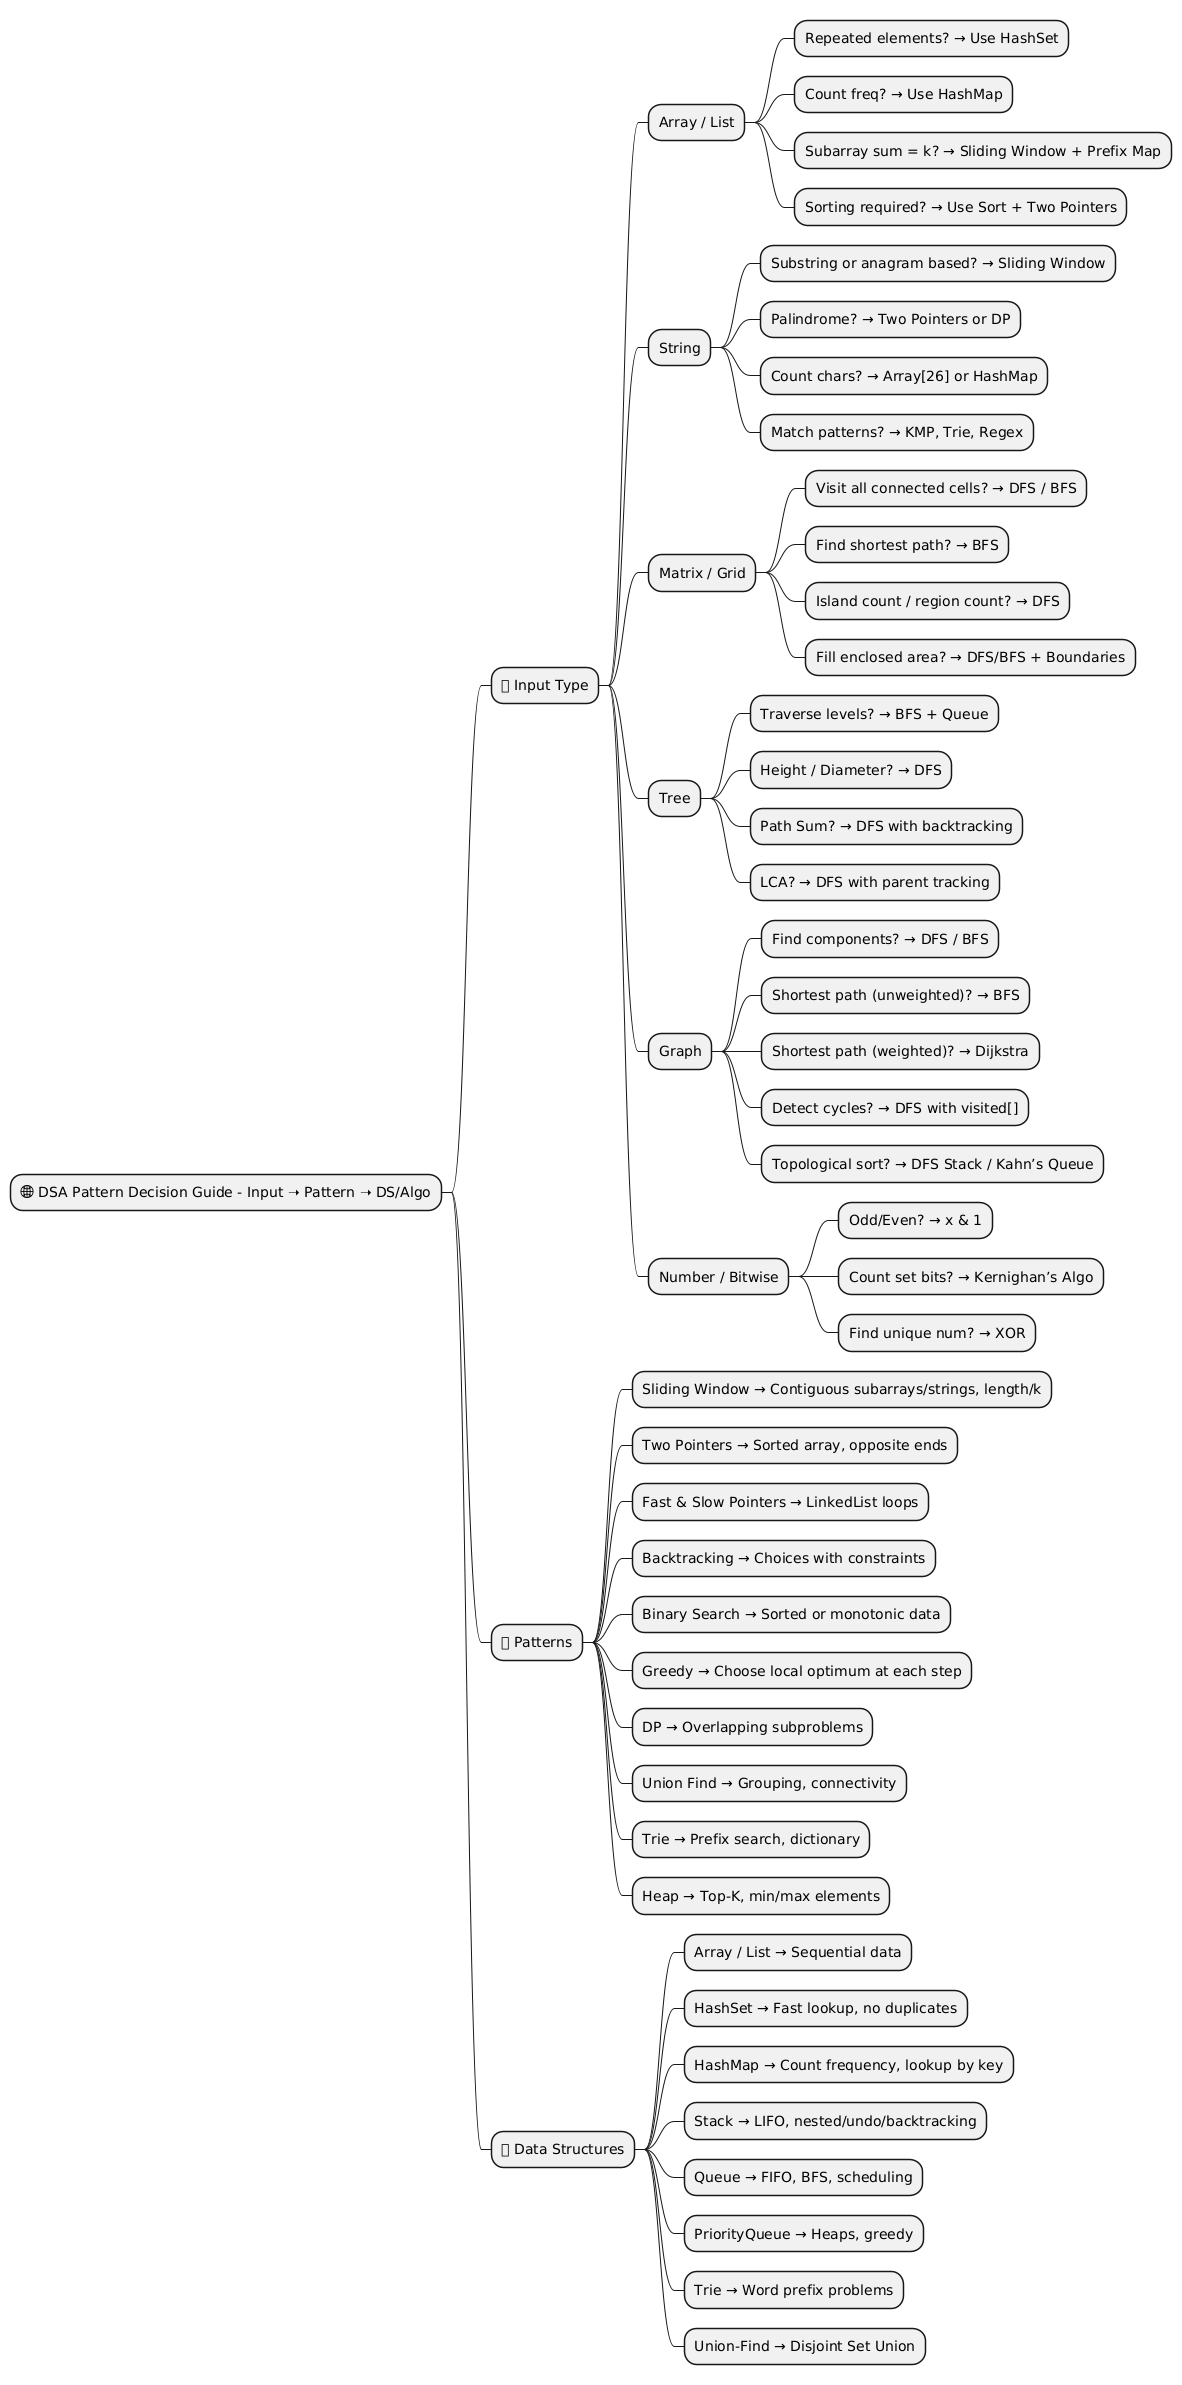 🌐 DSA Pattern Decision Guide - Input ➝ Pattern ➝ DS/Algo
Input Type
Array / List
Repeated elements? → Use HashSet
Count freq? → Use HashMap
Subarray sum = k? → Sliding Window + Prefix Map
Sorting required? → Use Sort + Two Pointers
String
Substring or anagram based? → Sliding Window
Palindrome? → Two Pointers or DP
Count chars? → Array[26] or HashMap
Match patterns? → KMP, Trie, Regex
Matrix / Grid
Visit all connected cells? → DFS / BFS
Find shortest path? → BFS
Island count / region count? → DFS
Fill enclosed area? → DFS/BFS + Boundaries
Tree
Traverse levels? → BFS + Queue
Height / Diameter? → DFS
Path Sum? → DFS with backtracking
LCA? → DFS with parent tracking
Graph
Find components? → DFS / BFS
Shortest path (unweighted)? → BFS
Shortest path (weighted)? → Dijkstra
Detect cycles? → DFS with visited[]
Topological sort? → DFS Stack / Kahn’s Queue
Number / Bitwise
Odd/Even? → x & 1
Count set bits? → Kernighan’s Algo
Find unique num? → XOR
Patterns
Sliding Window → Contiguous subarrays/strings, length/k
Two Pointers → Sorted array, opposite ends
Fast & Slow Pointers → LinkedList loops
Backtracking → Choices with constraints
Binary Search → Sorted or monotonic data
Greedy → Choose local optimum at each step
DP → Overlapping subproblems
Union Find → Grouping, connectivity
Trie → Prefix search, dictionary
Heap → Top-K, min/max elements
Data Structures
Array / List → Sequential data
HashSet → Fast lookup, no duplicates
HashMap → Count frequency, lookup by key
Stack → LIFO, nested/undo/backtracking
Queue → FIFO, BFS, scheduling
PriorityQueue → Heaps, greedy
Trie → Word prefix problems
Union-Find → Disjoint Set Union